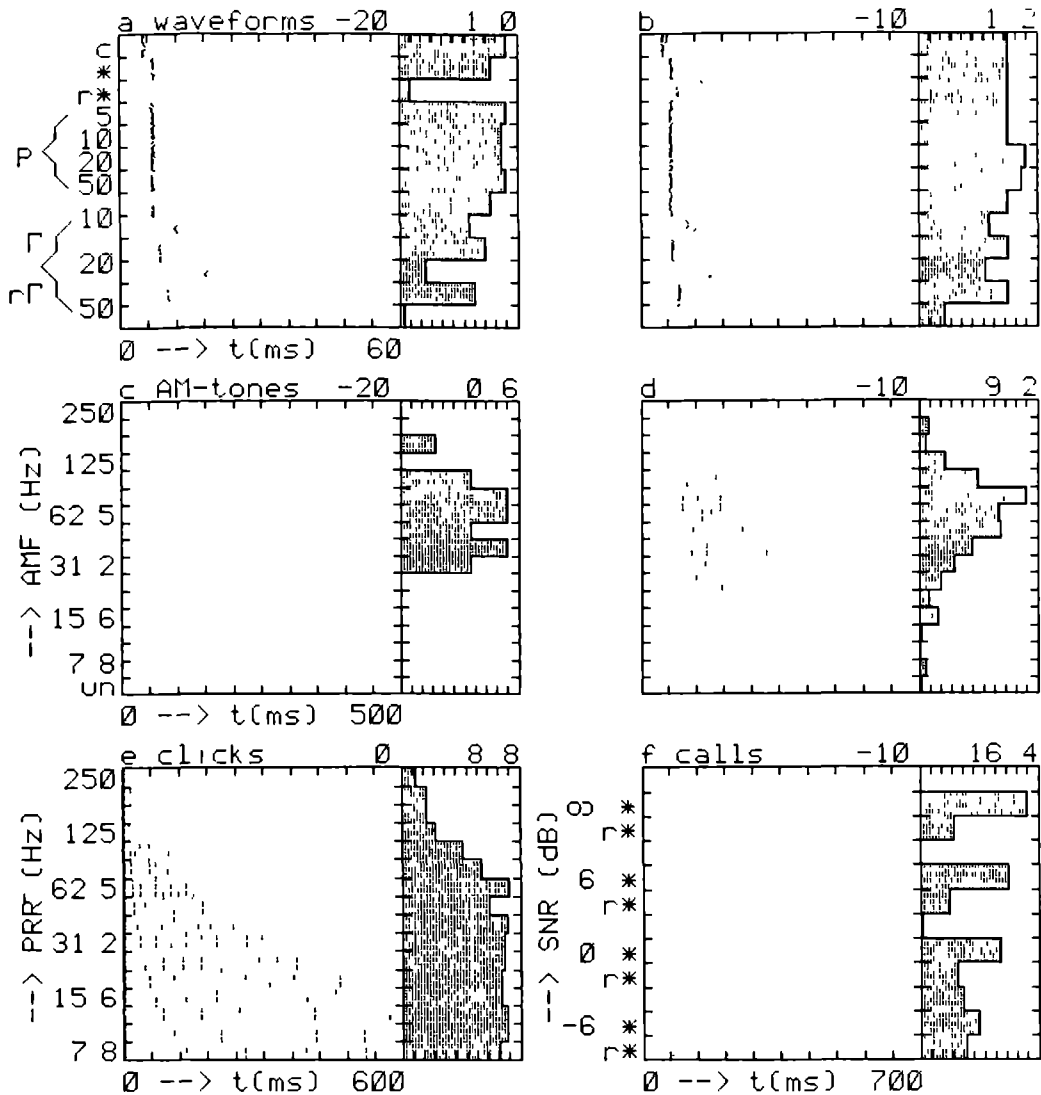 a waveforms -20 1 0
b -10 1 2
c
*
r*
5
10
p 20
50
10
r
20
rr
50
0 --> t(ms) 60
c AM-tones -20 0 6
d -10 9 2
250
125
62 5
31 2
15 6
7 8
un
--> AMF (Hz)
0 --> t(ms) 500
e clicks 0 8 8
f calls -10 16 4
250
125
62 5
31 2
15 6
7 8
--> PRR (Hz)
0 --> t(ms) 600
∞ *
r*
6 *
r*
0 *
r*
-6 *
r*
--> SNR (dB)
0 --> t(ms) 700